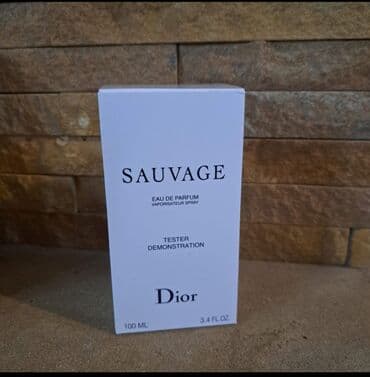 SAUVAGE
EAU DE PARFUM
VAPORISATEUR SPRAY
TESTER
DEMONSTRATION
Dior
100 ML 3.4 FL.OZ.